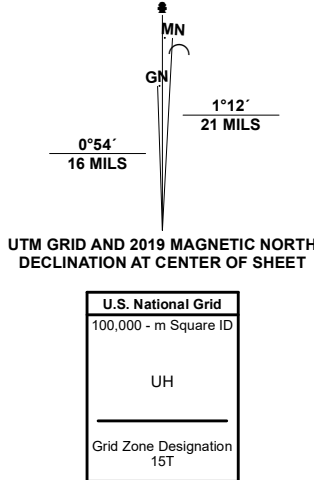 MN
GN
1°12´
21 MILS
0°54´
16 MILS
UTM GRID AND 2019 MAGNETIC NORTH
DECLINATION AT CENTER OF SHEET
U.S. National Grid
100,000 - m Square ID
UH
Grid Zone Designation
15T